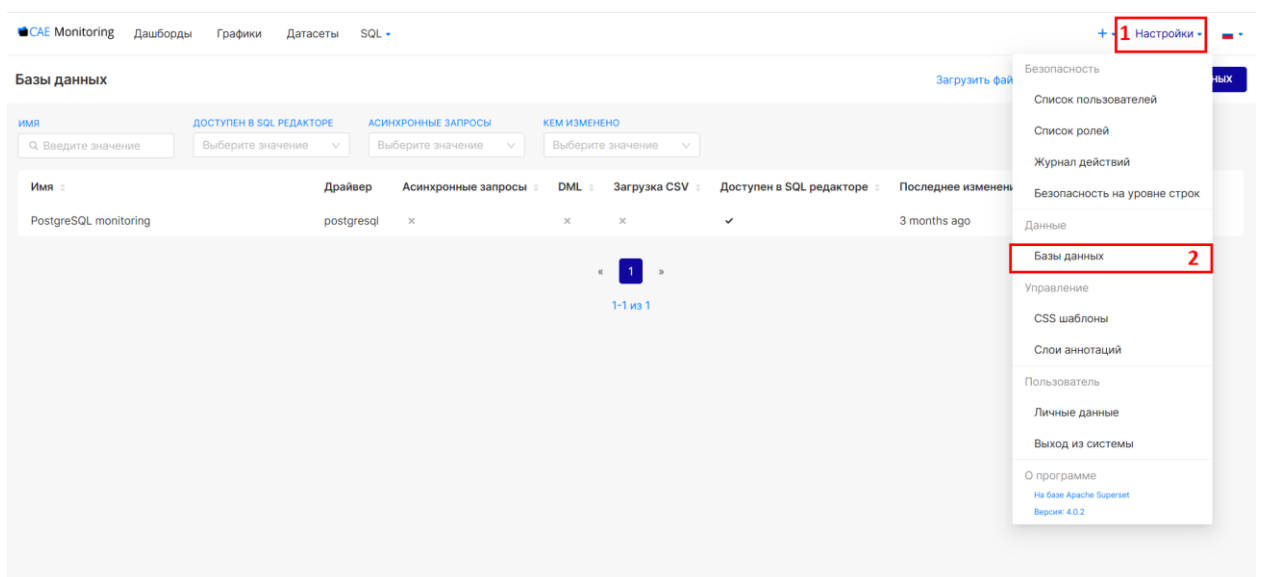 CAE Monitoring Дашборды Графики Датасеты SQL + 1 Настройки
Базы данных Загрузить фай ных
ИМЯ ДОСТУПЕН В SQL РЕДАКТОРЕ АСИНХРОННЫЕ ЗАПРОСЫ КЕМ ИЗМЕНЕНО
Введите значение Выберите значение Выберите значение Выберите значение
Имя Драйвер Асинхронные запросы DML Загрузка CSV Доступен в SQL редакторе Последнее изменени
PostgreSQL monitoring postgresql × × × ✓ 3 months ago
« 1 »
1-1 из 1
Безопасность
Список пользователей
Список ролей
Журнал действий
Безопасность на уровне строк
Данные
Базы данных 2
Управление
CSS шаблоны
Слои аннотаций
Пользователь
Личные данные
Выход из системы
О программе
На базе Apache Superset
Версия: 4.0.2